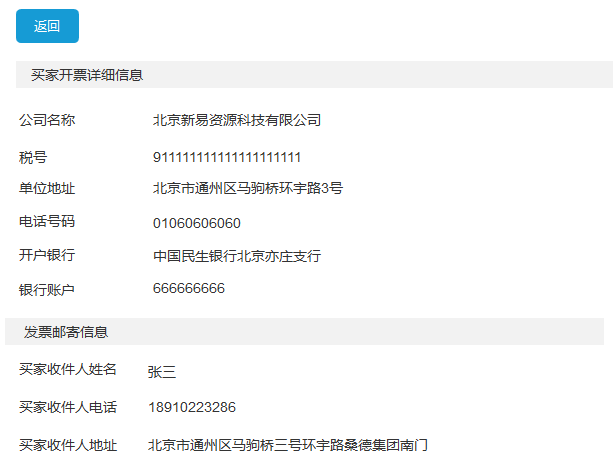 返回
买家开票详细信息
公司名称 北京新易资源科技有限公司
税号 911111111111111111111
单位地址 北京市通州区马驹桥环宇路3号
电话号码 01060606060
开户银行 中国民生银行北京亦庄支行
银行账户 666666666
发票邮寄信息
买家收件人姓名 张三
买家收件人电话 18910223286
买家收件人地址 北京市通州区马驹桥三号环宇路桑德集团南门